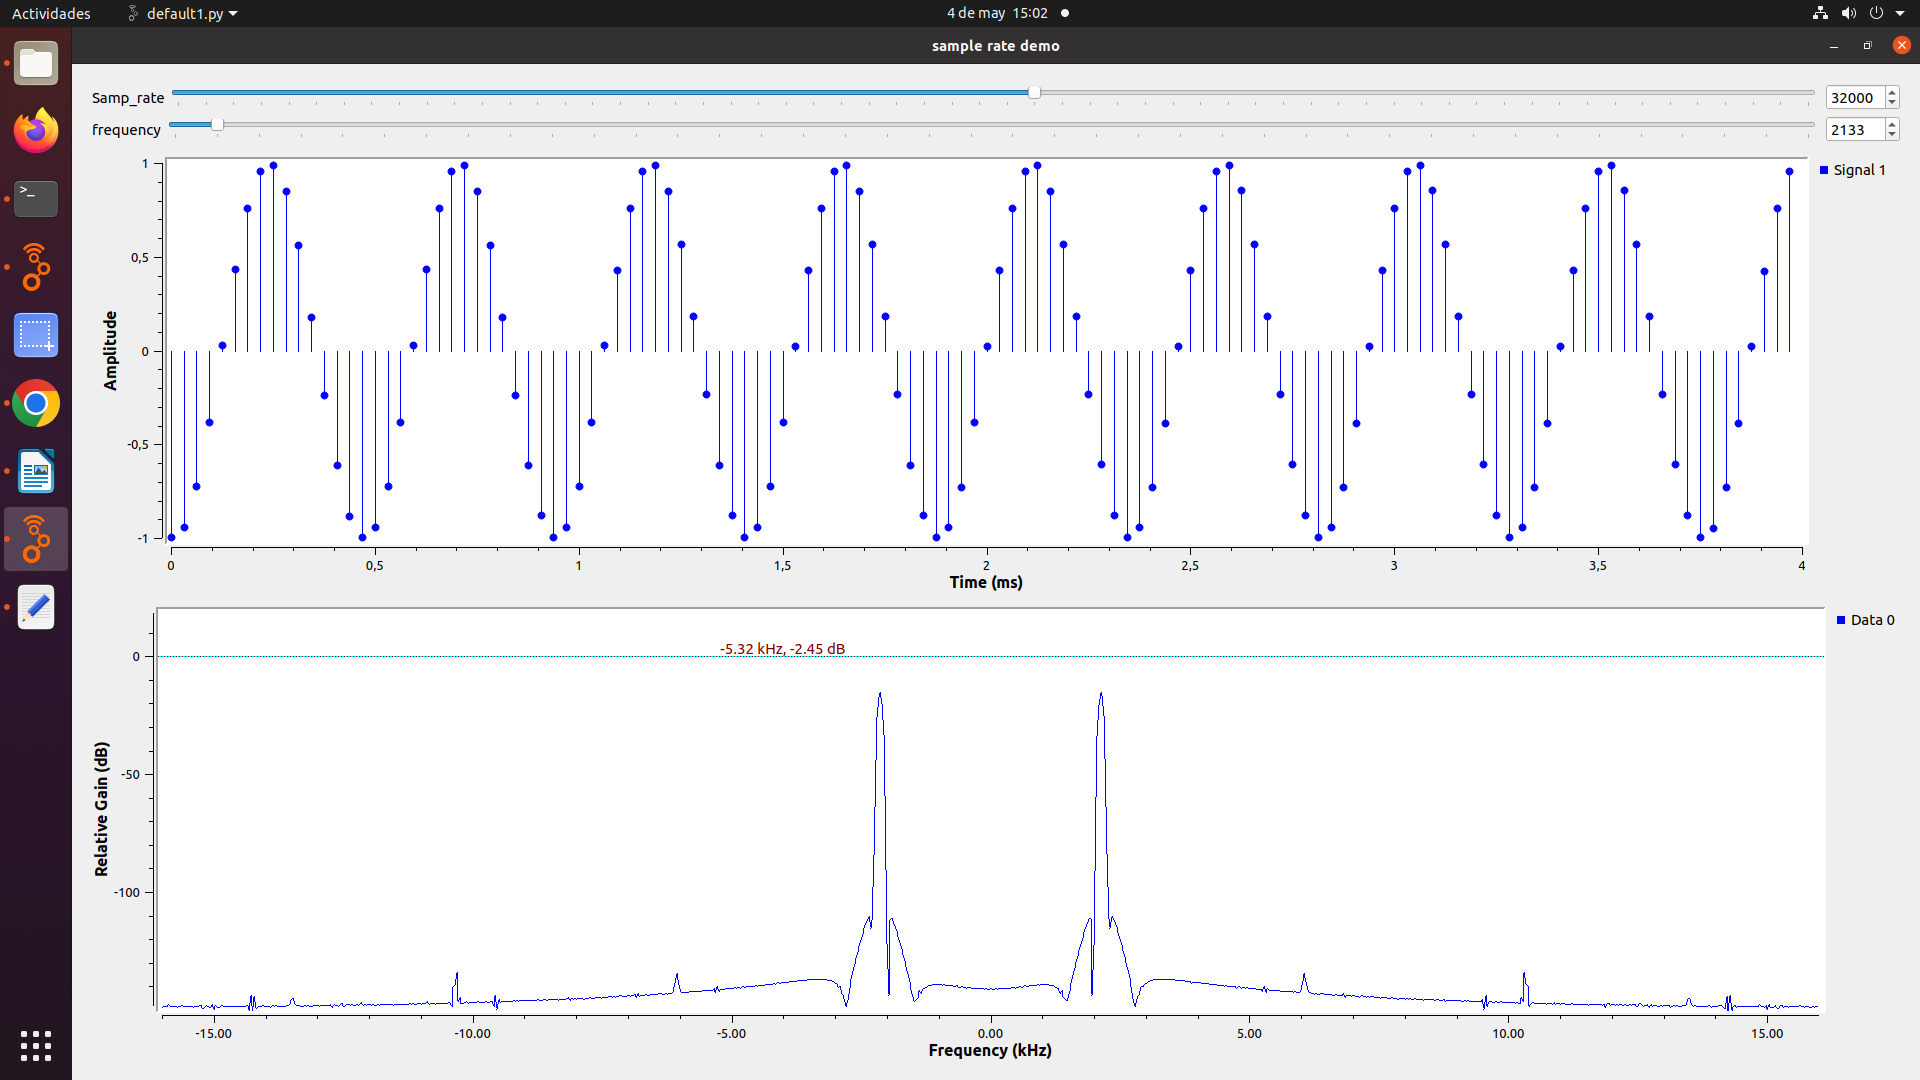 Actividades
default1.py
4 de may 15:02
sample rate demo
Samp_rate
32000
frequency
2133
Signal 1
Amplitude
1
0,5
0
-0,5
-1
0
0,5
1
1,5
2
2,5
3
3,5
4
Time (ms)
Data 0
-5.32 kHz, -2.45 dB
Relative Gain (dB)
0
-50
-100
-15.00
-10.00
-5.00
0.00
5.00
10.00
15.00
Frequency (kHz)